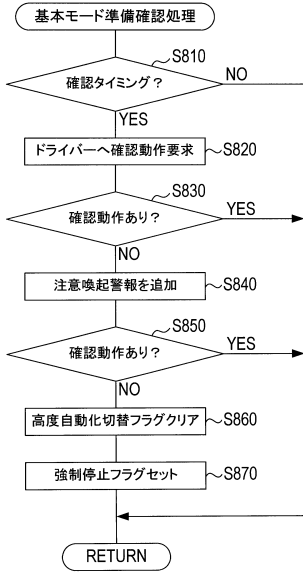 基本モード準備確認処理
S810
確認タイミング？
NO
YES
ドライバーへ確認動作要求
S820
S830
確認動作あり？
YES
NO
注意喚起警報を追加
S840
S850
確認動作あり？
YES
NO
高度自動化切替フラグクリア
S860
強制停止フラグセット
S870
RETURN